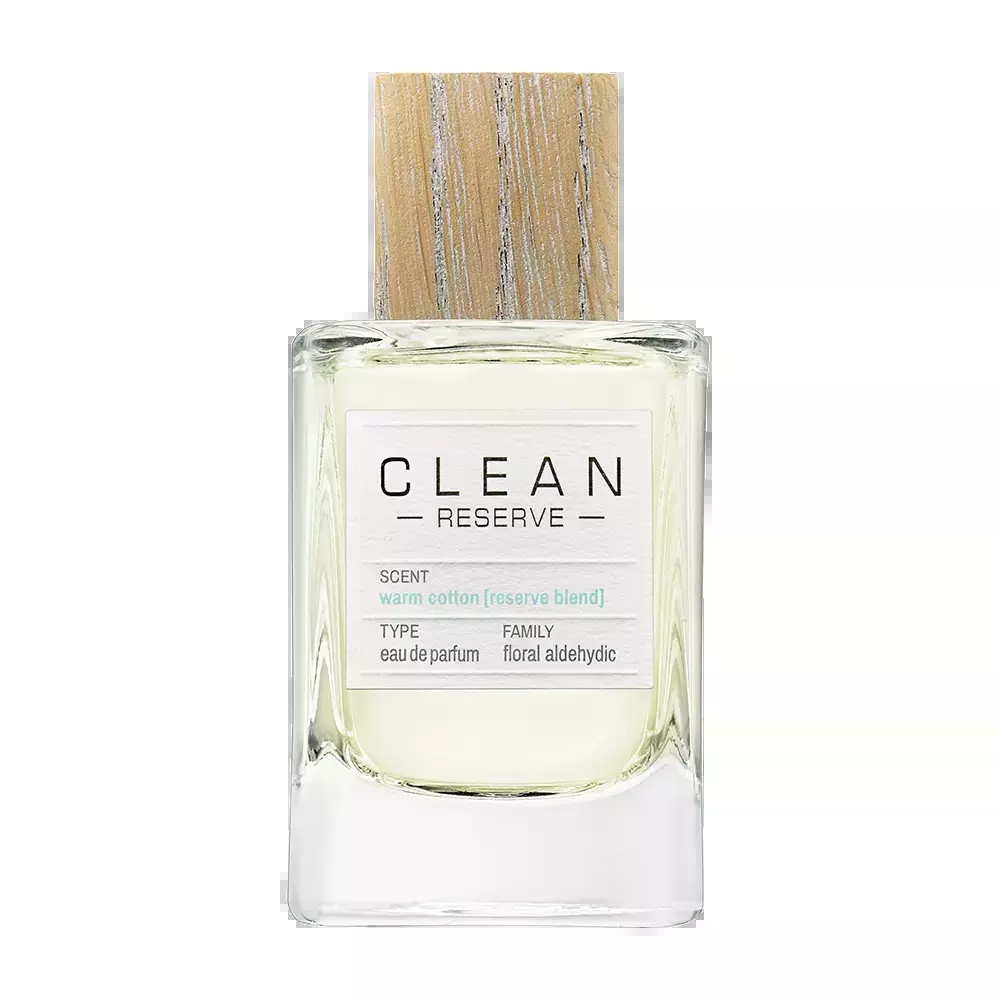 CLEAN
— RESERVE —
SCENT
warm cotton [reserve blend]
TYPE FAMILY
eau de parfum floral aldehydic